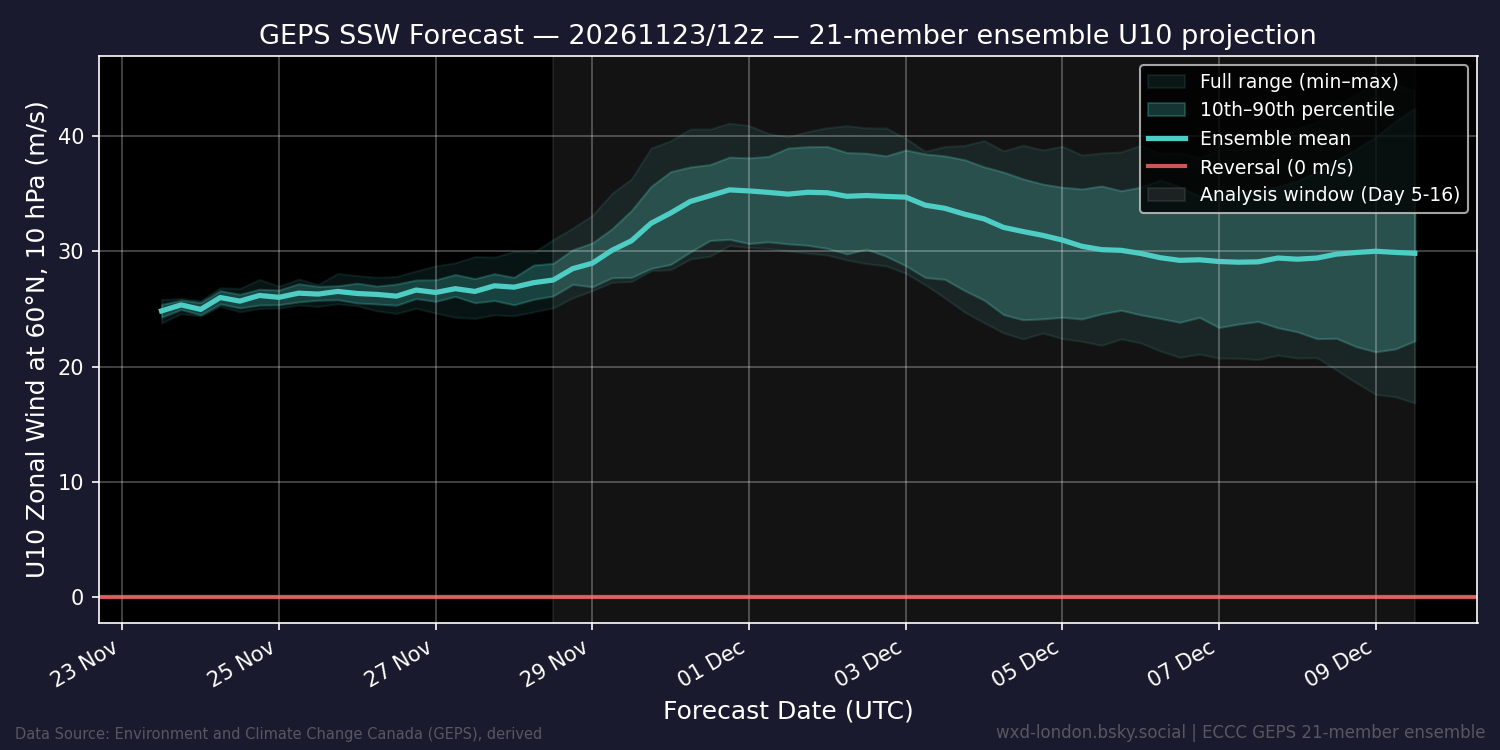 GEPS SSW Forecast — 20261123/12z — 21-member ensemble U10 projection
U10 Zonal Wind at 60°N, 10 hPa (m/s)
40
30
20
10
0
Full range (min–max)
10th–90th percentile
Ensemble mean
Reversal (0 m/s)
Analysis window (Day 5-16)
23 Nov
25 Nov
27 Nov
29 Nov
01 Dec
03 Dec
05 Dec
07 Dec
09 Dec
Forecast Date (UTC)
Data Source: Environment and Climate Change Canada (GEPS), derived
wxd-london.bsky.social | ECCC GEPS 21-member ensemble